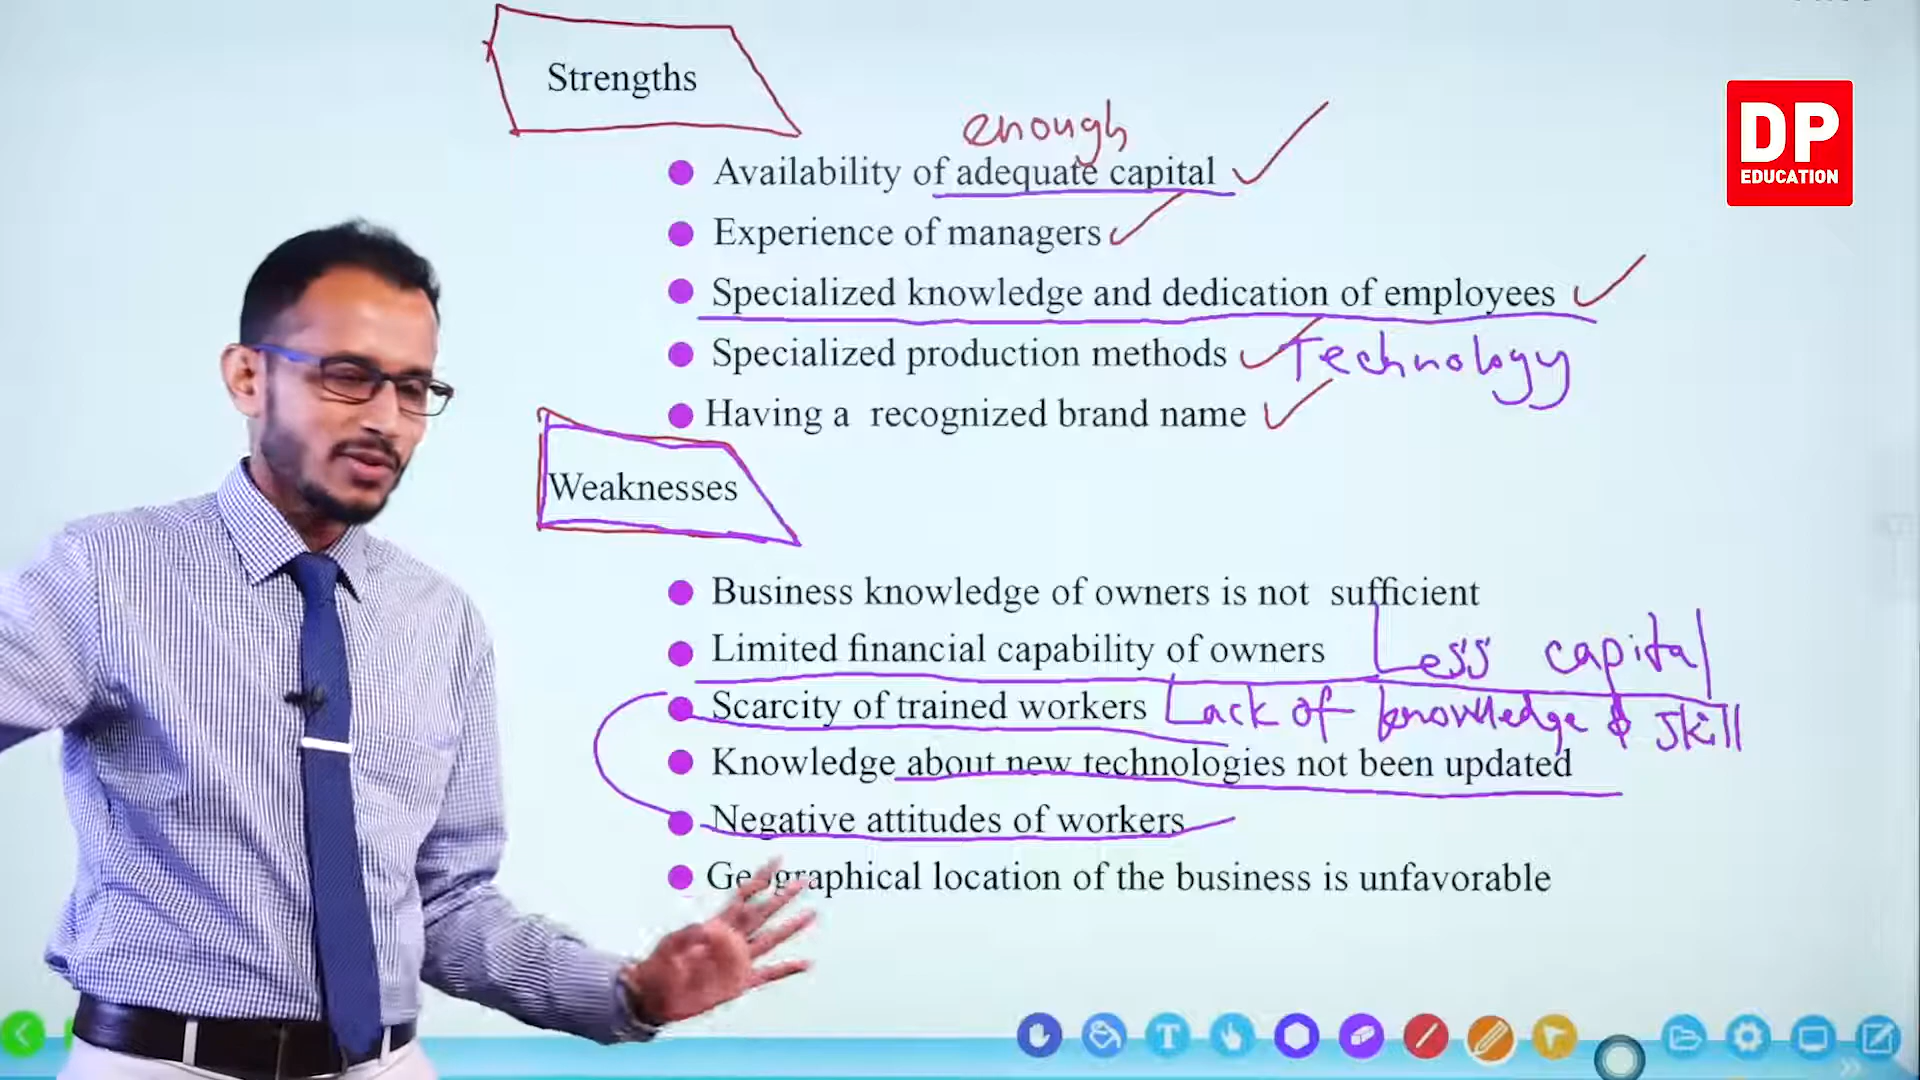 Strengths
enough
Availability of adequate capital
Experience of managers
Specialized knowledge and dedication of employees
Specialized production methods Technology
Having a recognized brand name
Weaknesses
Business knowledge of owners is not sufficient
Limited financial capability of owners Less capital
Scarcity of trained workers Lack of knowledge & skill
Knowledge about new technologies not been updated
Negative attitudes of workers
Geographical location of the business is unfavorable
DP
EDUCATION